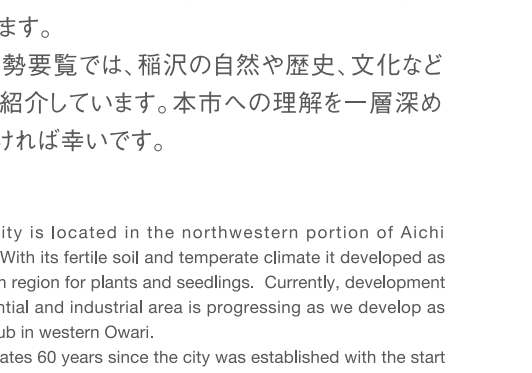 ます。
勢要覧では、稲沢の自然や歴史、文化など
紹介しています。本市への理解を一層深め
ければ幸いです。
ity is located in the northwestern portion of Aichi
With its fertile soil and temperate climate it developed as
n region for plants and seedlings. Currently, development
ntial and industrial area is progressing as we develop as
ub in western Owari.
ates 60 years since the city was established with the start